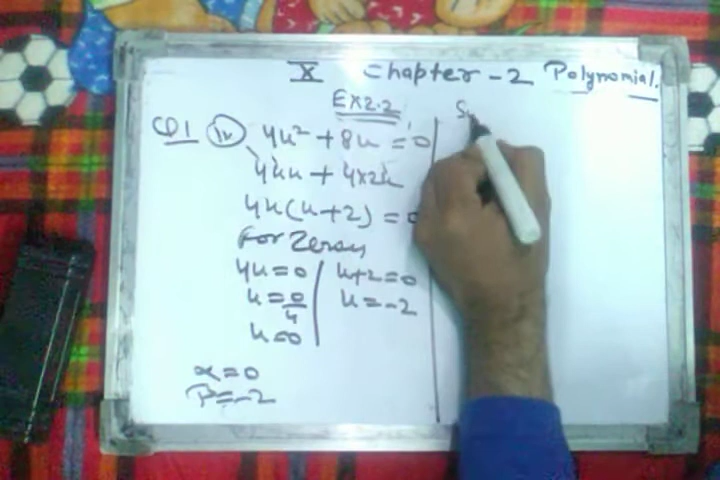 X Chapter-2 Polynomial.
Ex 2.2
Q1 iv 4u² + 8u = 0
4uu + 4×2u
4u(u+2) = 0
For Zeroes
4u=0 | u+2=0
u=0/4 | u=-2
u=0
α=0
β=-2
Su